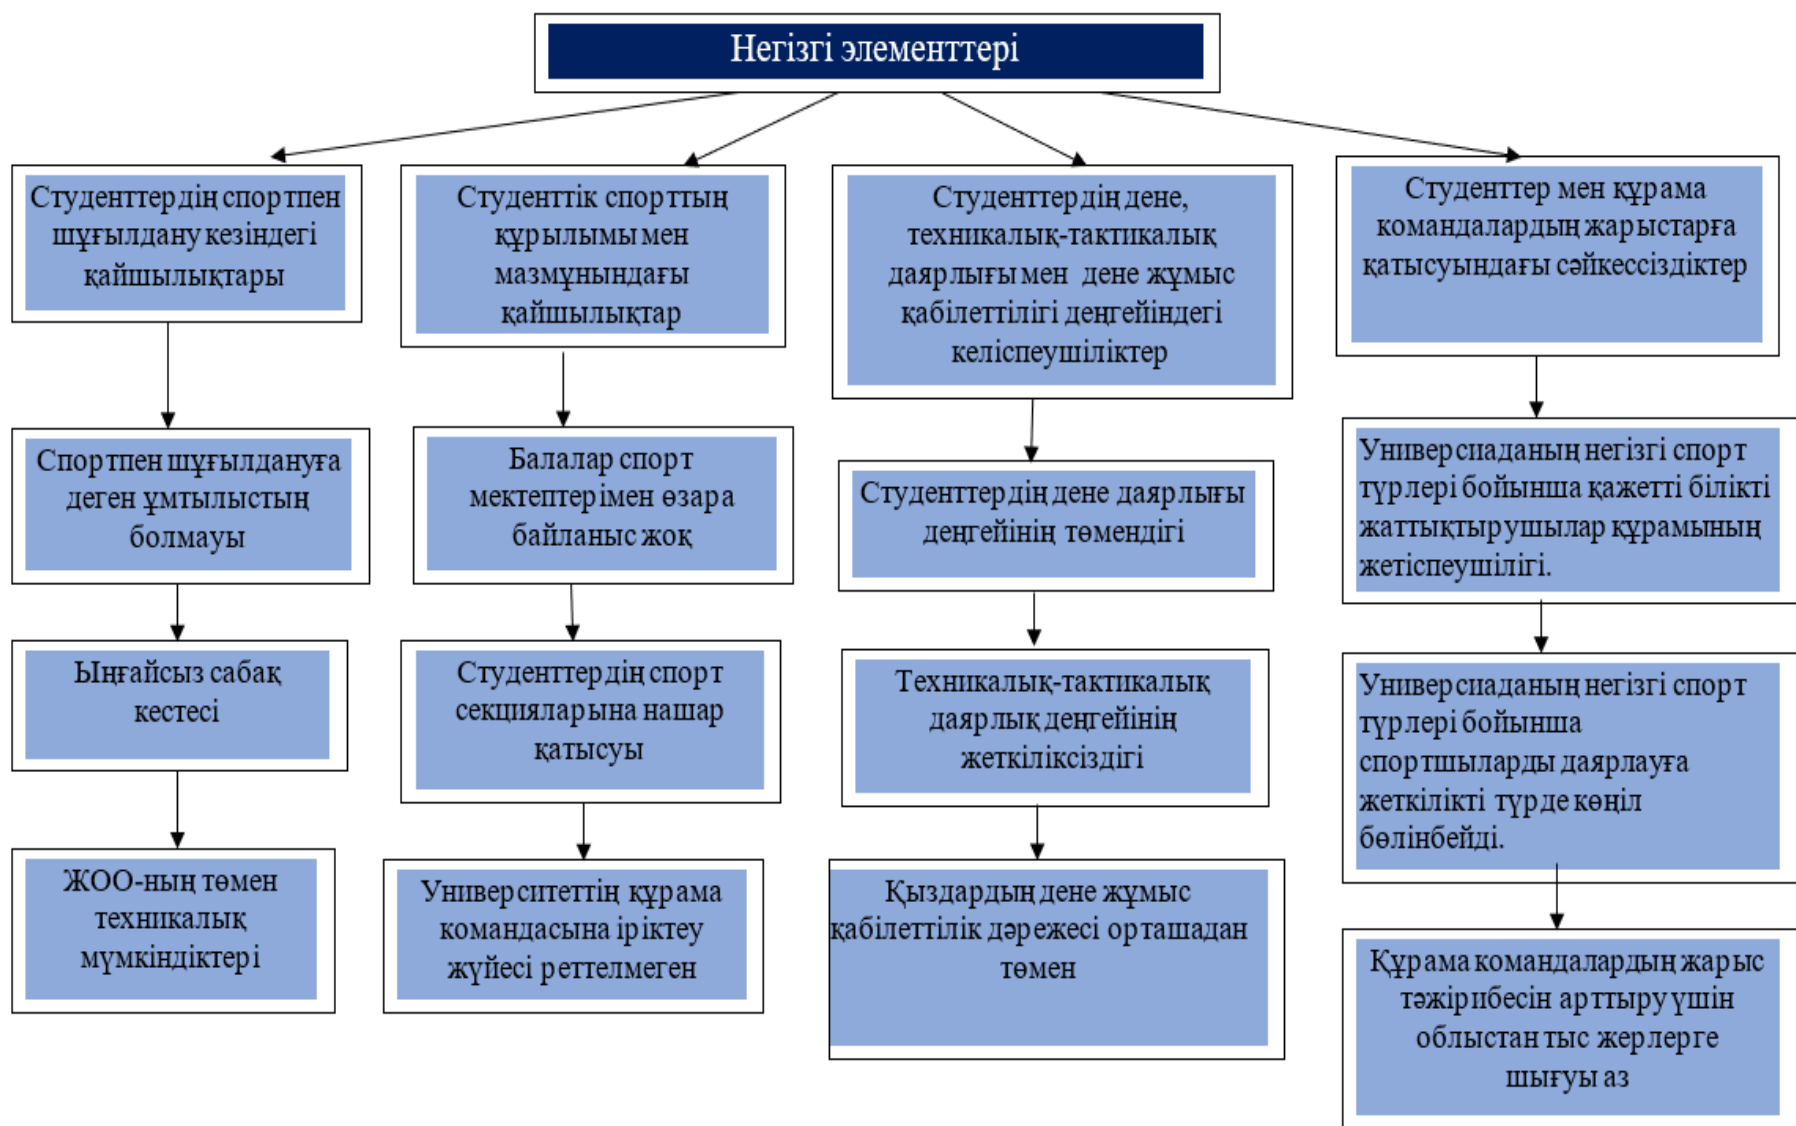 Негізгі элементтері
Студенттердің спортпен
шұғылдану кезіндегі
қайшылықтары
Спортпен шұғылдануға
деген ұмтылыстың
болмауы
Ыңғайсыз сабақ
кестесі
ЖОО-ның төмен
техникалық
мүмкіндіктері
Студенттік спорттың
құрылымы мен
мазмұнындағы
қайшылықтар
Балалар спорт
мектептерімен өзара
байланыс жоқ
Студенттердің спорт
секцияларына нашар
қатысуы
Университеттің құрама
командасына іріктеу
жүйесі реттелмеген
Студенттердің дене,
техникалық-тактикалық
даярлығы мен дене жұмыс
қабілеттілігі деңгейіндегі
келіспеушіліктер
Студенттердің дене даярлығы
деңгейінің төмендігі
Техникалық-тактикалық
даярлық деңгейінің
жеткіліксіздігі
Қыздардың дене жұмыс
қабілеттілік дәрежесі орташадан
төмен
Студенттер мен құрама
командалардың жарыстарға
қатысуындағы сәйкессіздіктер
Универсиаданың негізгі спорт
түрлері бойынша қажетті білікті
жаттықтырушылар құрамының
жетіспеушілігі.
Универсиаданың негізгі спорт
түрлері бойынша
спортшыларды даярлауға
жеткілікті түрде көңіл
бөлінбейді.
Құрама командалардың жарыс
тәжірибесін арттыру үшін
облыстан тыс жерлерге
шығуы аз